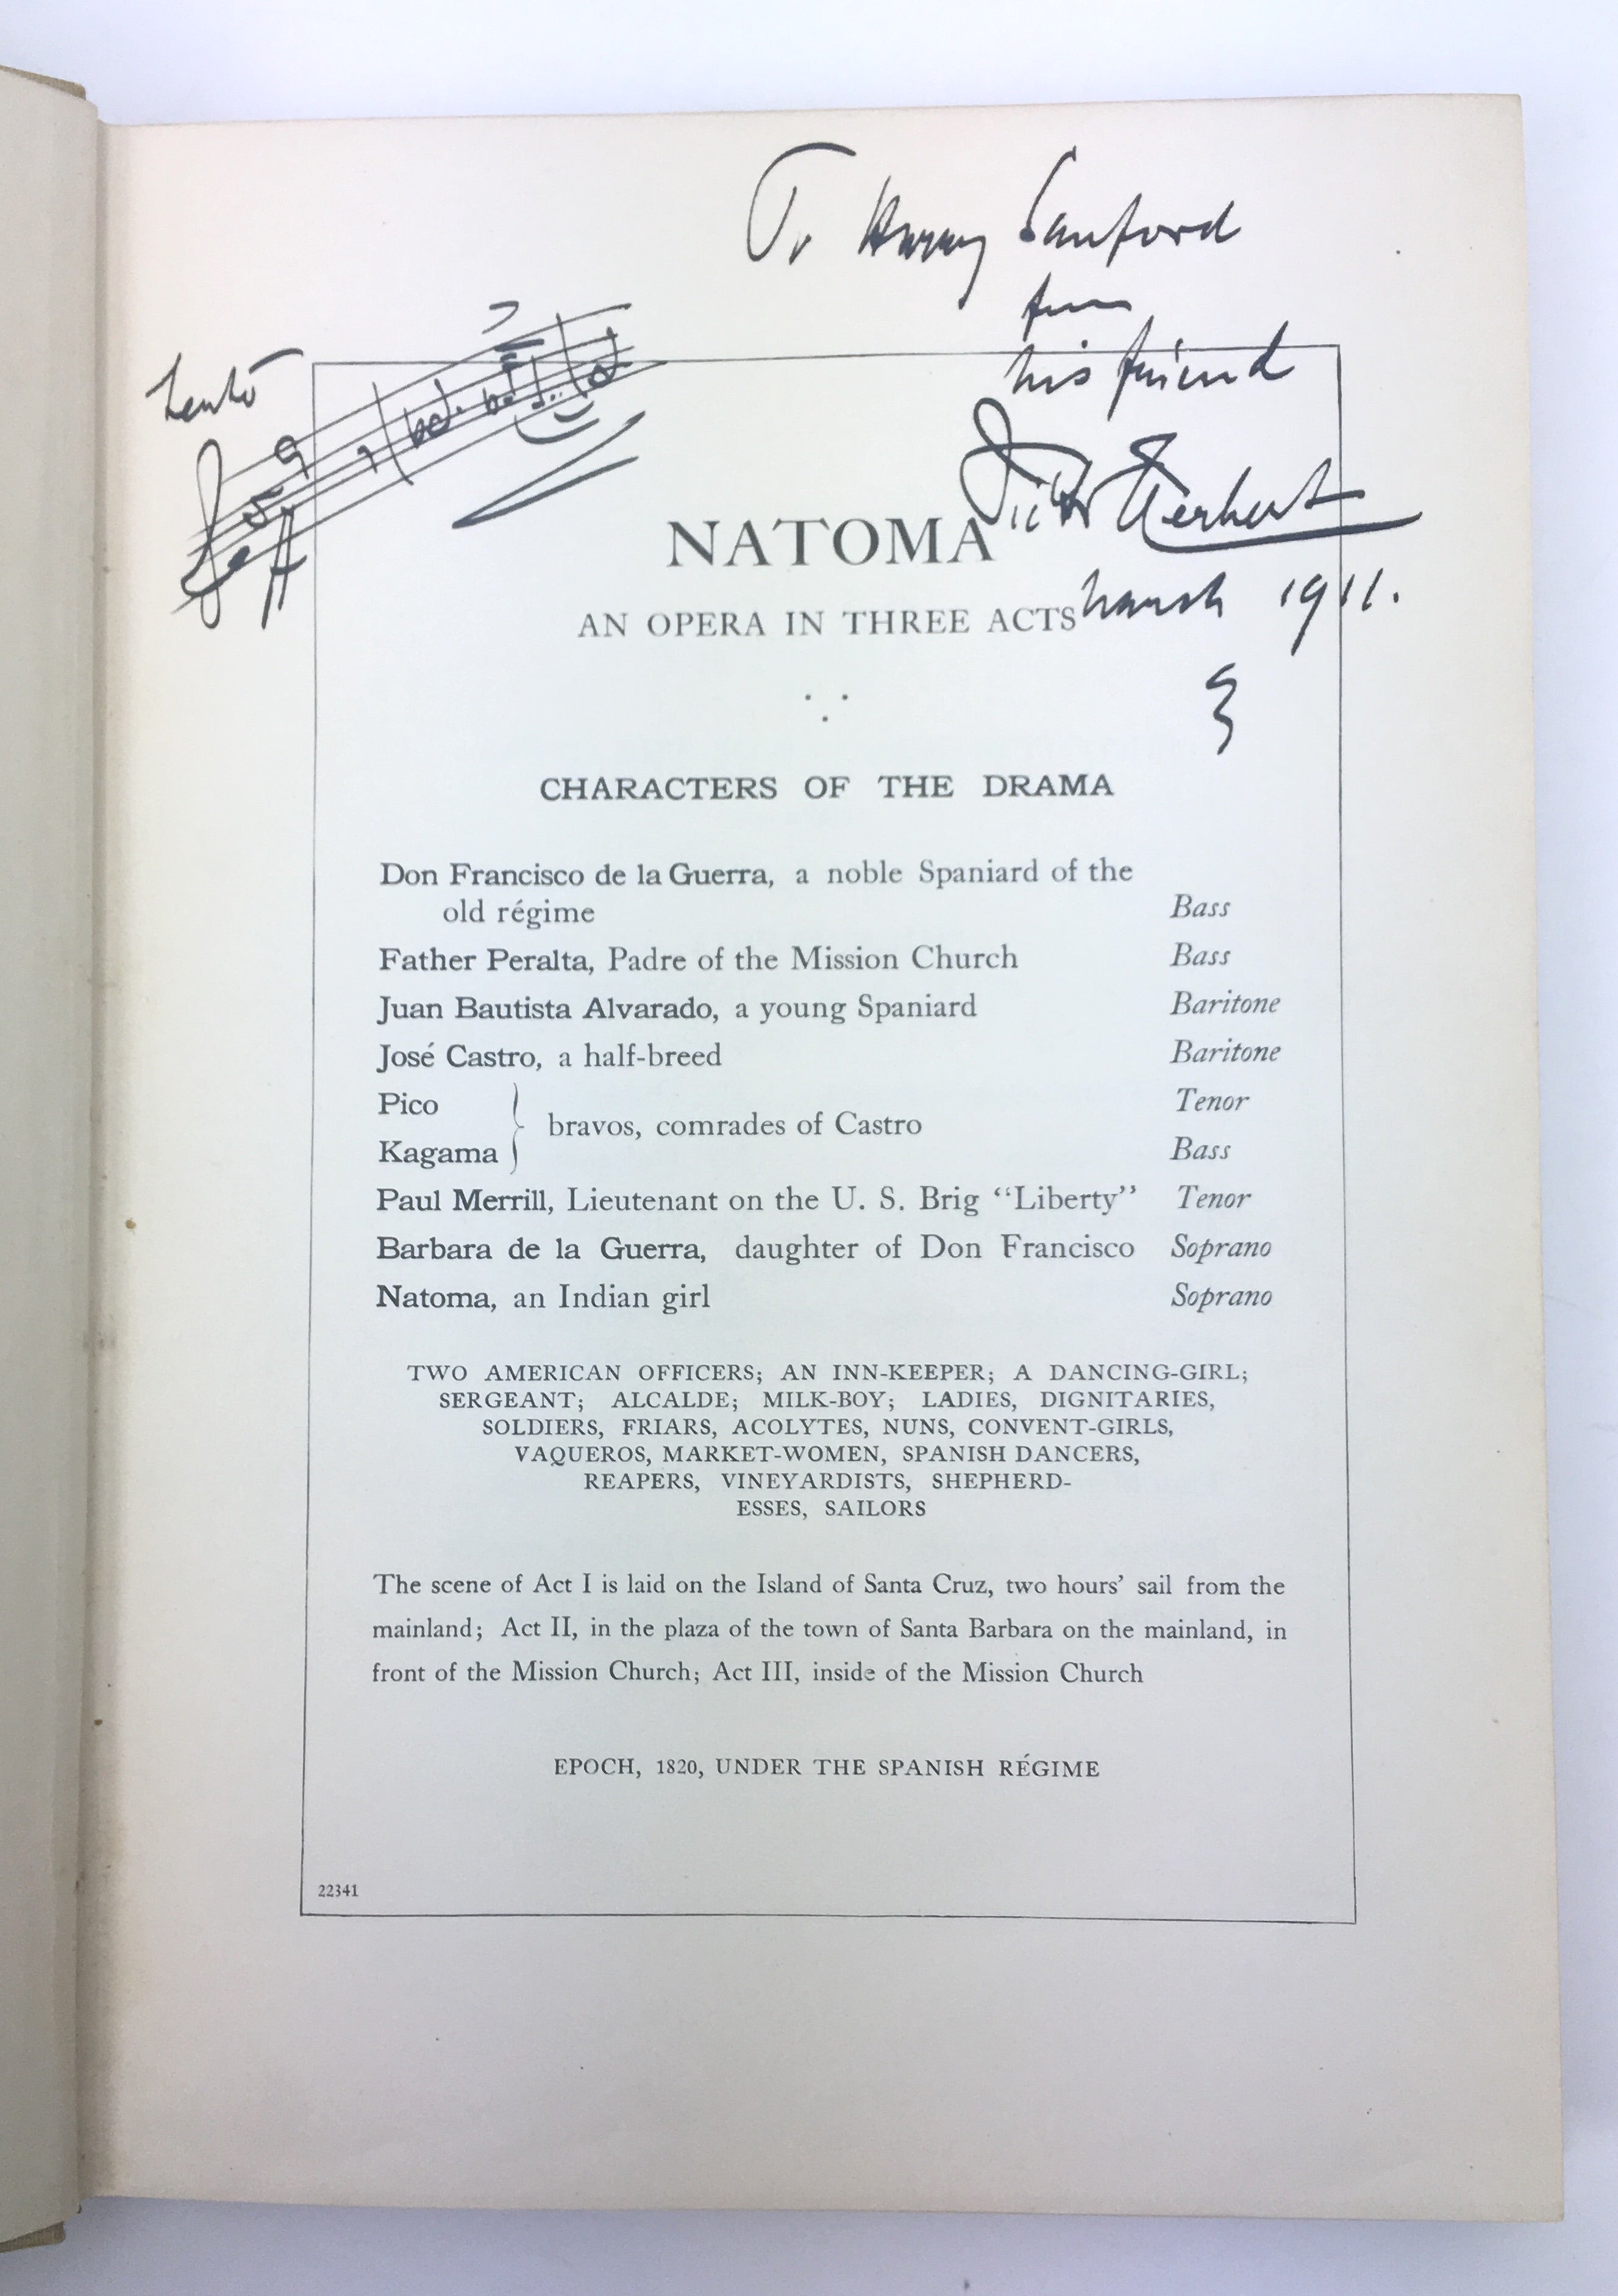 To Harry Sanford
from
his friend
Victor Herbert
March 1911.
Lento
ff
NATOMA
AN OPERA IN THREE ACTS
CHARACTERS OF THE DRAMA
Don Francisco de la Guerra, a noble Spaniard of the
old régime Bass
Father Peralta, Padre of the Mission Church Bass
Juan Bautista Alvarado, a young Spaniard Baritone
José Castro, a half-breed Baritone
Pico Tenor
bravos, comrades of Castro
Kagama Bass
Paul Merrill, Lieutenant on the U. S. Brig “Liberty” Tenor
Barbara de la Guerra, daughter of Don Francisco Soprano
Natoma, an Indian girl Soprano
TWO AMERICAN OFFICERS; AN INN-KEEPER; A DANCING-GIRL;
SERGEANT; ALCALDE; MILK-BOY; LADIES, DIGNITARIES,
SOLDIERS, FRIARS, ACOLYTES, NUNS, CONVENT-GIRLS,
VAQUEROS, MARKET-WOMEN, SPANISH DANCERS,
REAPERS, VINEYARDISTS, SHEPHERD-
ESSES, SAILORS
The scene of Act I is laid on the Island of Santa Cruz, two hours’ sail from the
mainland; Act II, in the plaza of the town of Santa Barbara on the mainland, in
front of the Mission Church; Act III, inside of the Mission Church
EPOCH, 1820, UNDER THE SPANISH RÉGIME
22341